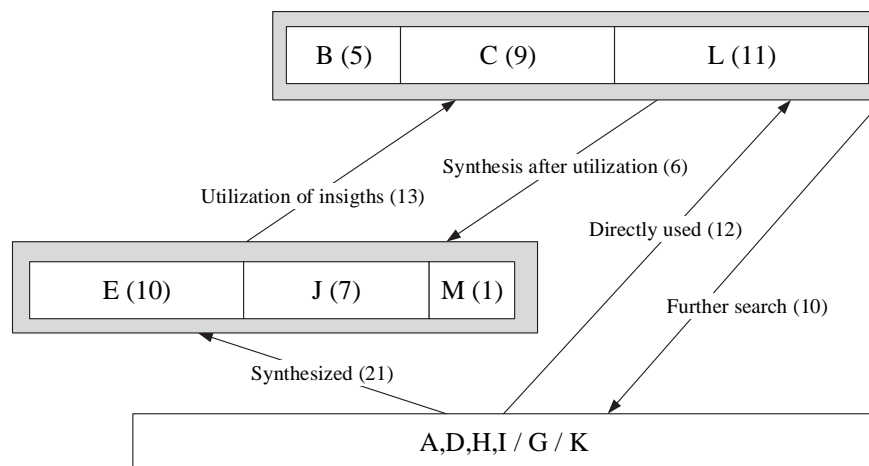 B (5) C (9) L (11)
Synthesis after utilization (6)
Utilization of insigths (13)
Directly used (12)
E (10) J (7) M (1)
Further search (10)
Synthesized (21)
A,D,H,I / G / K